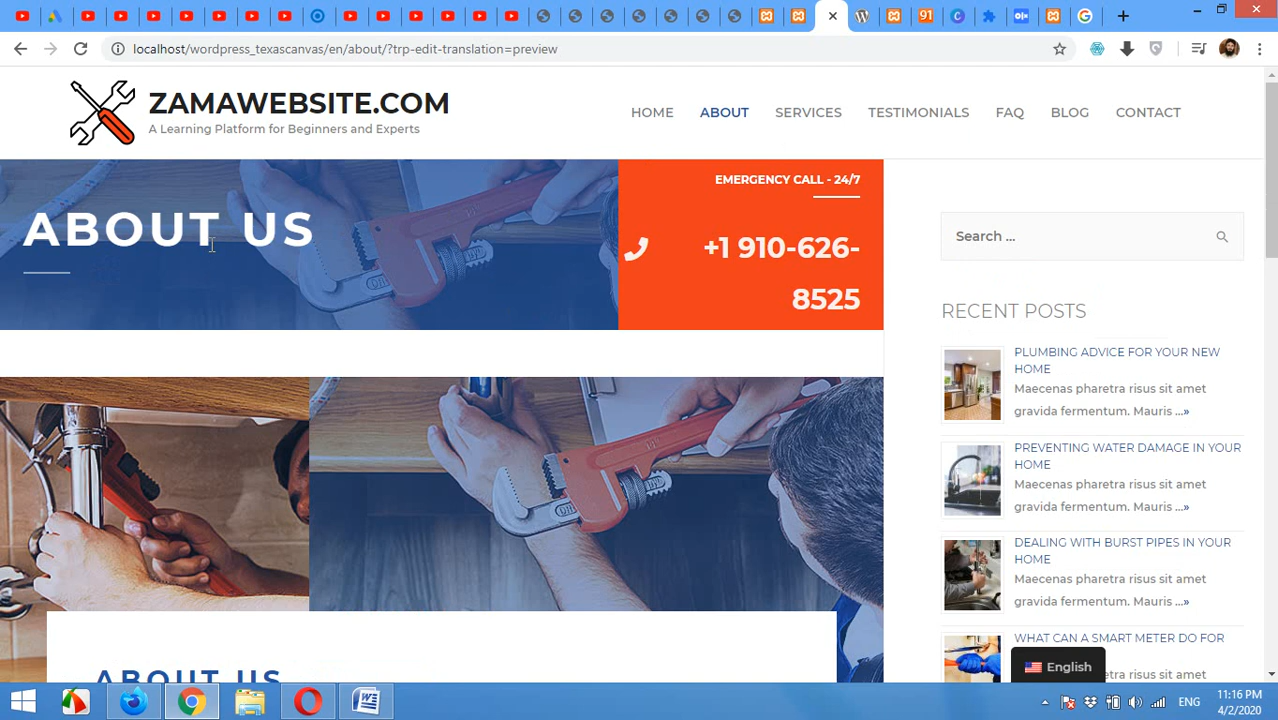 91
localhost/wordpress_texascanvas/en/about/?trp-edit-translation=preview
ZAMAWEBSITE.COM
A Learning Platform for Beginners and Experts
HOME ABOUT SERVICES TESTIMONIALS FAQ BLOG CONTACT
ABOUT US
EMERGENCY CALL - 24/7
+1 910-626-
8525
Search ...
RECENT POSTS
PLUMBING ADVICE FOR YOUR NEW
HOME
Maecenas pharetra risus sit amet
gravida fermentum. Mauris ...»
PREVENTING WATER DAMAGE IN YOUR
HOME
Maecenas pharetra risus sit amet
gravida fermentum. Mauris ...»
DEALING WITH BURST PIPES IN YOUR
HOME
Maecenas pharetra risus sit amet
gravida fermentum. Mauris ...»
WHAT CAN A SMART METER DO FOR
sit amet
English
ABOUT US
ENG
11:16 PM
4/2/2020